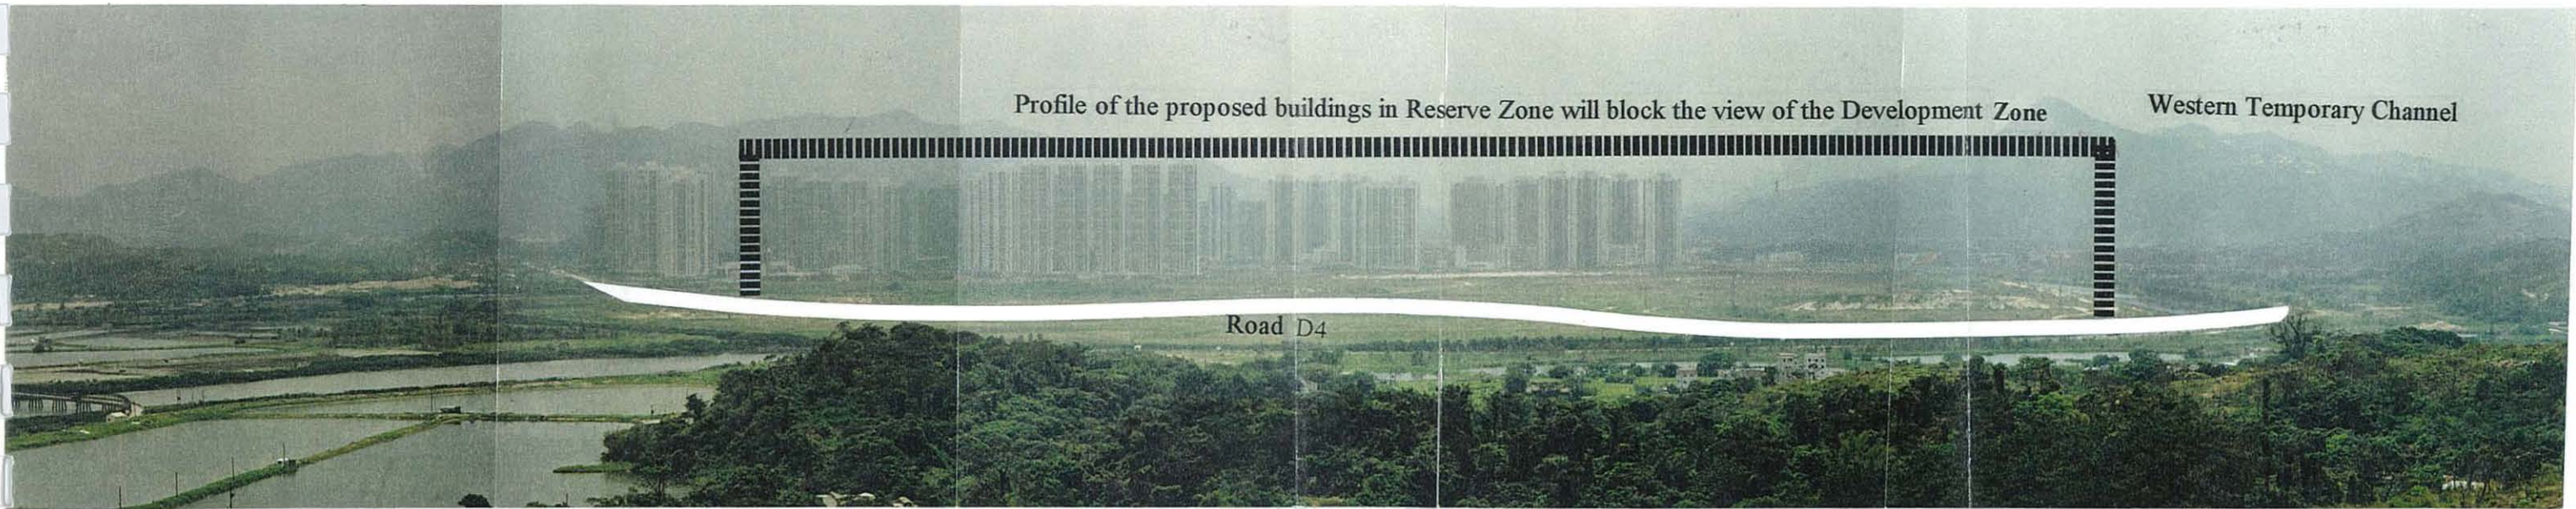 Profile of the proposed buildings in Reserve Zone will block the view of the Development Zone
Western Temporary Channel
Road D4